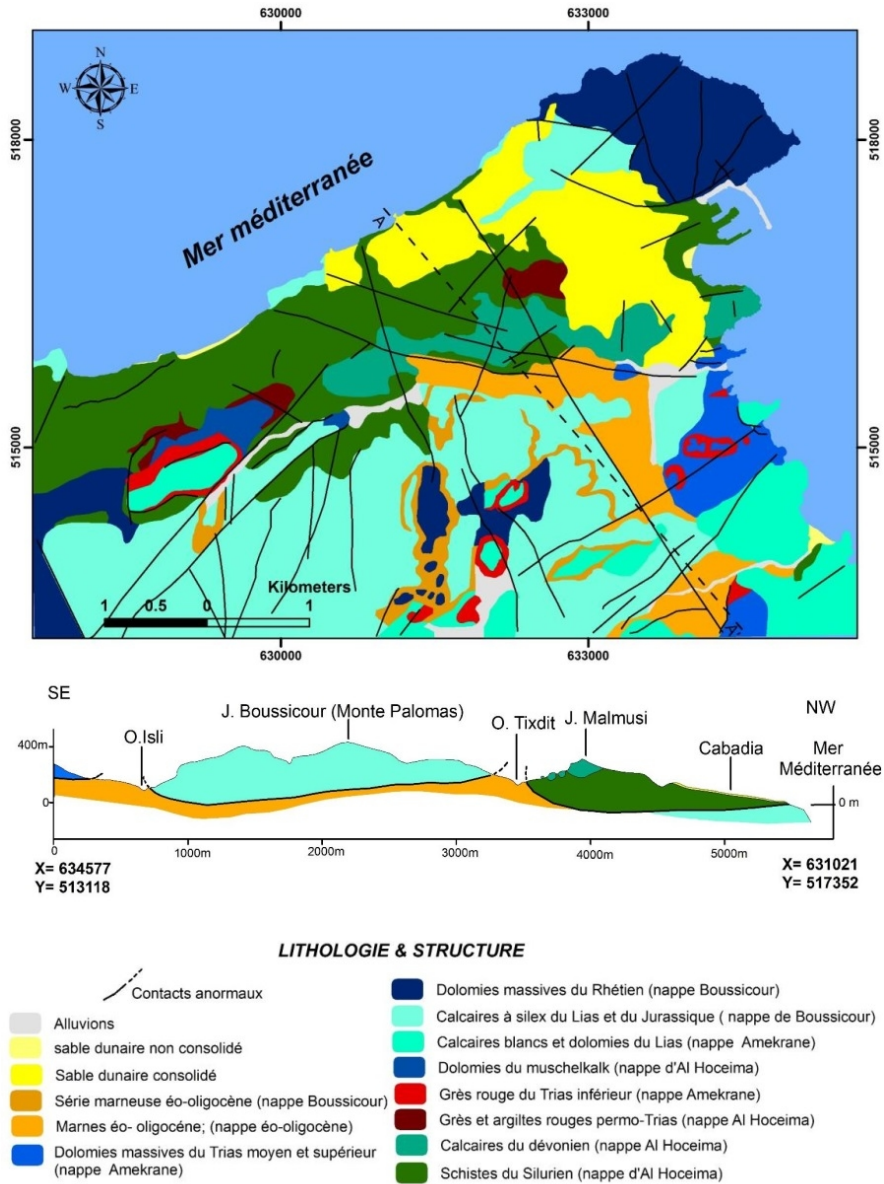 630000 633000
N
W E
S
518000 518000
Mer méditerranée
A
515000 515000
Kilometers
1 0.5 0 1
630000 633000
SE NW
J. Boussicour (Monte Palomas)
O.Isli O. Tixdit J. Malmusi
Cabadia Mer
Méditerranée
400m
0 0 m
0 1000m 2000m 3000m 4000m 5000m
X= 634577 X= 631021
Y= 513118 Y= 517352
LITHOLOGIE & STRUCTURE
Contacts anormaux
Alluvions
sable dunaire non consolidé
Sable dunaire consolidé
Série marneuse éo-oligocène (nappe Boussicour)
Marnes éo- oligocéne; (nappe éo-oligocène)
Dolomies massives du Trias moyen et supérieur
(nappe Amekrane)
Dolomies massives du Rhétien (nappe Boussicour)
Calcaires à silex du Lias et du Jurassique ( nappe de Boussicour)
Calcaires blancs et dolomies du Lias (nappe Amekrane)
Dolomies du muschelkalk (nappe d'Al Hoceima)
Grès rouge du Trias inférieur (nappe Amekrane)
Grès et argiltes rouges permo-Trias (nappe Al Hoceima)
Calcaires du dévonien (nappe Al Hoceima)
Schistes du Silurien (nappe d'Al Hoceima)